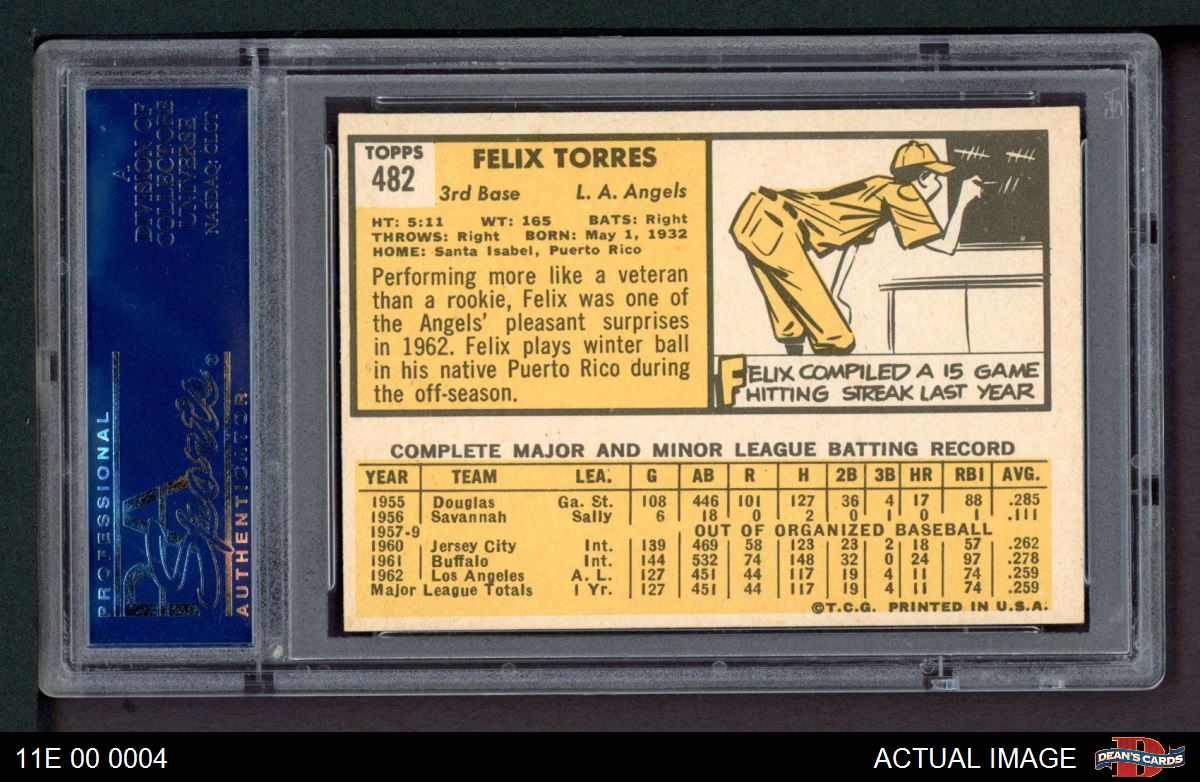 A
DIVISION OF
COLLECTORS
UNIVERSE
NASDAQ: CLCT
PROFESSIONAL
PSA
Sports®
AUTHENTICATOR
TOPPS
482
FELIX TORRES
3rd Base L. A. Angels
HT: 5:11 WT: 165 BATS: Right
THROWS: Right BORN: May 1, 1932
HOME: Santa Isabel, Puerto Rico
Performing more like a veteran
than a rookie, Felix was one of
the Angels' pleasant surprises
in 1962. Felix plays winter ball
in his native Puerto Rico during
the off-season.
FELIX COMPILED A 15 GAME
HITTING STREAK LAST YEAR
COMPLETE MAJOR AND MINOR LEAGUE BATTING RECORD
YEAR TEAM LEA. G AB R H 2B 3B HR RBI AVG.
1955 Douglas Ga. St. 108 446 101 127 36 4 17 88 .285
1956 Savannah Sally 6 18 0 2 0 1 0 1 .111
1957-9 OUT OF ORGANIZED BASEBALL
1960 Jersey City Int. 139 469 58 123 23 2 18 57 .262
1961 Buffalo Int. 144 532 74 148 32 0 24 97 .278
1962 Los Angeles A. L. 127 451 44 117 19 4 11 74 .259
Major League Totals 1 Yr. 127 451 44 117 19 4 11 74 .259
©T.C.G. PRINTED IN U.S.A.
11E 00 0004
ACTUAL IMAGE
D
DEAN'S CARDS